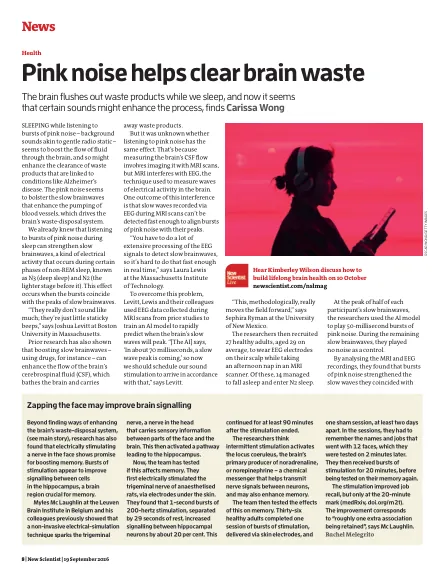 News
Health
Pink noise helps clear brain waste
The brain flushes out waste products while we sleep, and now it seems
that certain sounds might enhance the process, finds Carissa Wong
SLEEPING while listening to
bursts of pink noise – background
sounds akin to gentle radio static –
seems to boost the flow of fluid
through the brain, and so might
enhance the clearance of waste
products that are linked to
conditions like Alzheimer's
disease. The pink noise seems
to bolster the slow brainwaves
that enhance the pumping of
blood vessels, which drives the
brain's waste-disposal system.
We already knew that listening
to bursts of pink noise during
sleep can strengthen slow
brainwaves, a kind of electrical
activity that occurs during certain
phases of non-REM sleep, known
as N3 (deep sleep) and N2 (the
lighter stage before it). This effect
occurs when the bursts coincide
with the peaks of slow brainwaves.
"They really don't sound like
much; they're just little staticky
beeps," says Joshua Levitt at Boston
University in Massachusetts.
Prior research has also shown
that boosting slow brainwaves –
using drugs, for instance – can
enhance the flow of the brain's
cerebrospinal fluid (CSF), which
bathes the brain and carries
away waste products.
But it was unknown whether
listening to pink noise has the
same effect. That's because
measuring the brain's CSF flow
involves imaging it with MRI scans,
but MRI interferes with EEG, the
technique used to measure waves
of electrical activity in the brain.
One outcome of this interference
is that slow waves recorded via
EEG during MRI scans can't be
detected fast enough to align bursts
of pink noise with their peaks.
"You have to do a lot of
extensive processing of the EEG
signals to detect slow brainwaves,
so it's hard to do that fast enough
in real time," says Laura Lewis
at the Massachusetts Institute
of Technology.
To overcome this problem,
Levitt, Lewis and their colleagues
used EEG data collected during
MRI scans from prior studies to
train an AI model to rapidly
predict when the brain's slow
waves will peak. "[The AI] says,
'in about 70 milliseconds, a slow
wave peak is coming,' so now
we should schedule our sound
stimulation to arrive in accordance
with that," says Levitt.
New
Scientist
Live
Hear Kimberley Wilson discuss how to
build lifelong brain health on 10 October
newscientist.com/nslmag
"This, methodologically, really
moves the field forward," says
Sephira Ryman at the University
of New Mexico.
The researchers then recruited
27 healthy adults, aged 29 on
average, to wear EEG electrodes
on their scalp while taking an
afternoon nap in an MRI
scanner. Of these, 14 managed
to fall asleep and enter N2 sleep.
At the peak of half of each
participant's slow brainwaves,
the researchers used the AI model
to play 50-millisecond bursts of
pink noise. During the remaining
slow brainwaves, they played
no noise as a control.
By analysing the MRI and EEG
recordings, they found that bursts
of pink noise strengthened the
slow waves they coincided with
Zapping the face may improve brain signalling
Beyond finding ways of enhancing
the brain's waste-disposal system,
(see main story), research has also
found that electrically stimulating
a nerve in the face shows promise
for boosting memory. Bursts of
stimulation appear to improve
signalling between cells
in the hippocampus, a brain
region crucial for memory.
Myles Mc Laughlin at the Leuven
Brain Institute in Belgium and his
colleagues previously showed that
a non-invasive electrical-stimulation
technique sparks the trigeminal
nerve, a nerve in the head
that carries sensory information
between parts of the face and the
brain. This then activated a pathway
leading to the hippocampus.
Now, the team has tested
if this affects memory. They
first electrically stimulated the
trigeminal nerve of anaesthetised
rats, via electrodes under the skin.
They found that 1-second bursts of
200-hertz stimulation, separated
by 29 seconds of rest, increased
signalling between hippocampal
neurons by about 20 per cent. This
continued for at least 90 minutes
after the stimulation ended.
The researchers think
intermittent stimulation activates
the locus coeruleus, the brain's
primary producer of noradrenaline,
or norepinephrine – a chemical
messenger that helps transmit
nerve signals between neurons,
and may also enhance memory.
The team then tested the effects
of this on memory. Thirty-six
healthy adults completed one
session of bursts of stimulation,
delivered via skin electrodes, and
one sham session, at least two days
apart. In the sessions, they had to
remember the names and jobs that
went with 12 faces, which they
were tested on 2 minutes later.
They then received bursts of
stimulation for 20 minutes, before
being tested on their memory again.
The stimulation improved job
recall, but only at the 20-minute
mark (medRxiv, doi.org/m2t).
The improvement corresponds
to "roughly one extra association
being retained", says Mc Laughlin.
Rachel Melegrito
8 | New Scientist | 19 September 2026